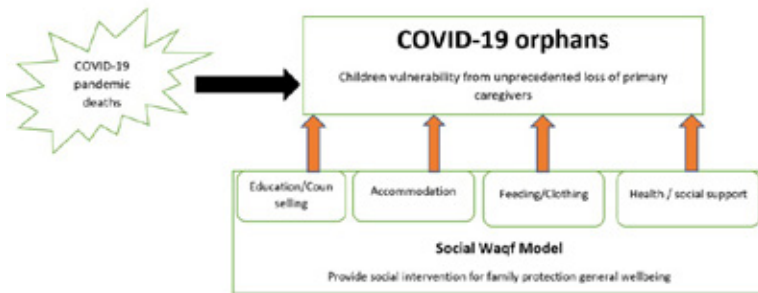 COVID-19
pandemic
deaths
COVID-19 orphans
Children vulnerability from unprecedented loss of primary
caregivers
Education/Coun
selling
Accommodation
Feeding/Clothing
Health / social support
Social Waqf Model
Provide social intervention for family protection general wellbeing